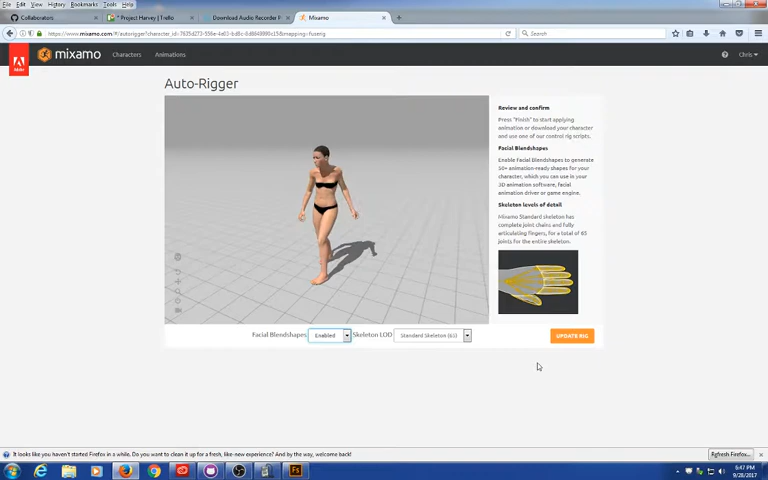 File Edit View History Bookmarks Tools Help
Collaborators
* Project Harvey | Trello
Download Audio Recorder P
Mixamo
Search
mixamo
Characters
Animations
Chris
Auto-Rigger
Review and confirm
Press "Finish" to start applying
animation or download your character
and use one of our control rig scripts.
Facial Blendshapes
Enable Facial Blendshapes to generate
50+ animation-ready shapes for your
character, which you can use in your
3D animation software, facial
animation driver or game engine.
Skeleton levels of detail
Mixamo Standard skeleton has
complete joint chains and fully
articulating fingers, for a total of 65
joints for the entire skeleton.
Facial Blendshapes
Enabled
Skeleton LOD
Standard Skeleton (65)
UPDATE RIG
It looks like you haven't started Firefox in a while. Do you want to clean it up for a fresh, like-new experience? And by the way, welcome back!
Refresh Firefox...
Fs
6:47 PM
9/28/2017